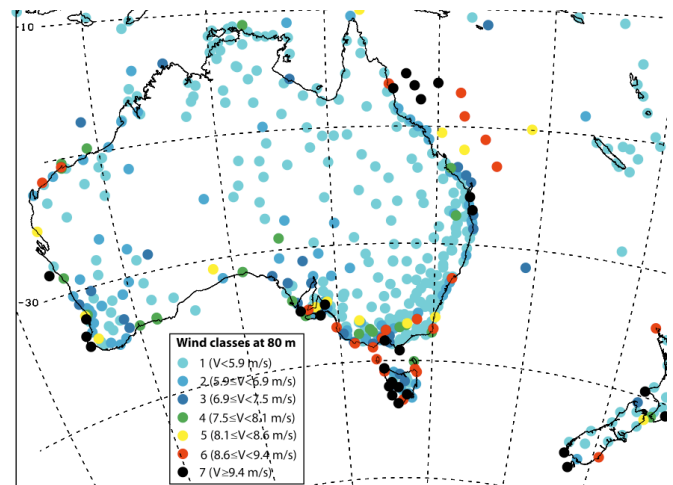 10
-30
Wind classes at 80 m
1 (V<5.9 m/s)
2 (5.9≤V<6.9 m/s)
3 (6.9≤V<7.5 m/s)
4 (7.5≤V<8.1 m/s)
5 (8.1≤V<8.6 m/s)
6 (8.6≤V<9.4 m/s)
7 (V≥9.4 m/s)